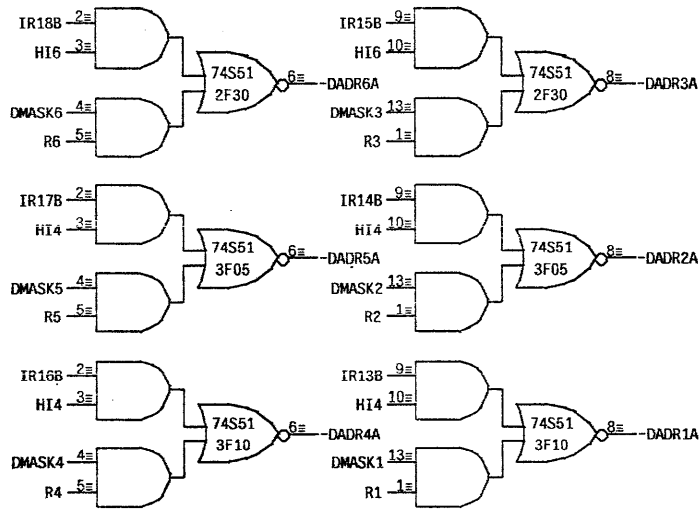 IR18B 2≡
HI6 3≡
74S51
2F30
6≡ -DADR6A
DMASK6 4≡
R6 5≡
IR15B 9≡
HI6 10≡
74S51
2F30
8≡ -DADR3A
DMASK3 13≡
R3 1≡
IR17B 2≡
HI4 3≡
74S51
3F05
6≡ -DADR5A
DMASK5 4≡
R5 5≡
IR14B 9≡
HI4 10≡
74S51
3F05
8≡ -DADR2A
DMASK2 13≡
R2 1≡
IR16B 2≡
HI4 3≡
74S51
3F10
6≡ -DADR4A
DMASK4 4≡
R4 5≡
IR13B 9≡
HI4 10≡
74S51
3F10
8≡ -DADR1A
DMASK1 13≡
R1 1≡